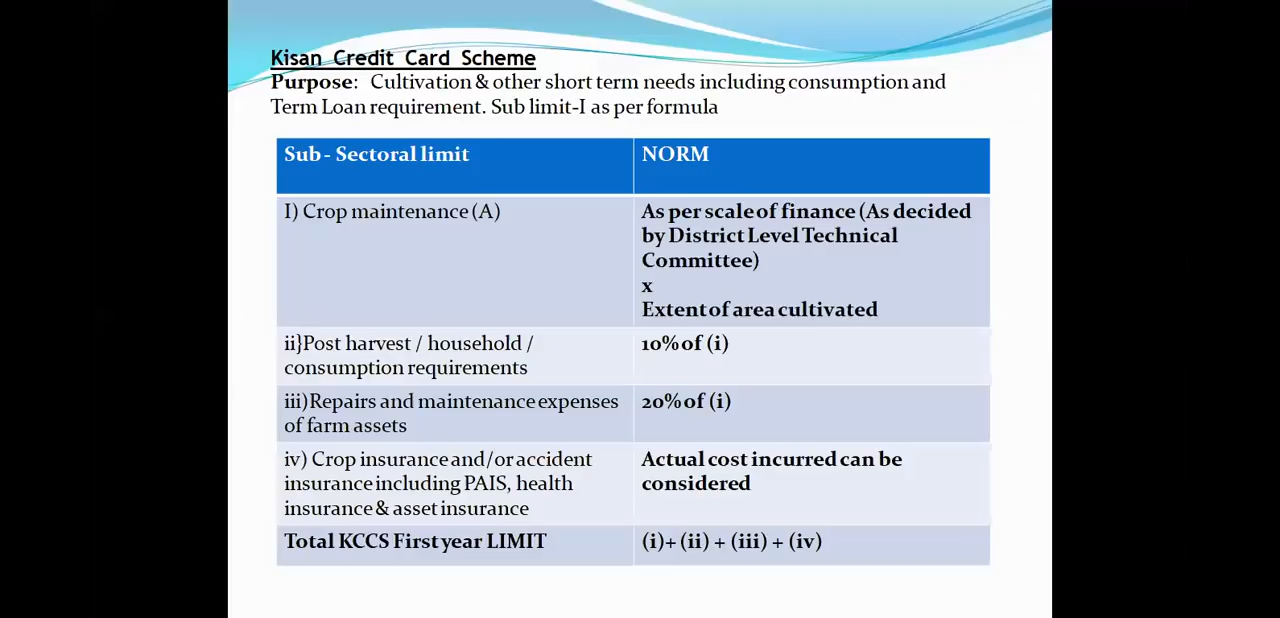 Kisan Credit Card Scheme
Purpose: Cultivation & other short term needs including consumption and
Term Loan requirement. Sub limit-I as per formula
Sub - Sectoral limit
NORM
I) Crop maintenance (A)
As per scale of finance (As decided
by District Level Technical
Committee)
x
Extent of area cultivated
ii}Post harvest / household /
consumption requirements
10% of (i)
iii)Repairs and maintenance expenses
of farm assets
20% of (i)
iv) Crop insurance and/or accident
insurance including PAIS, health
insurance & asset insurance
Actual cost incurred can be
considered
Total KCCS First year LIMIT
(i)+ (ii) + (iii) + (iv)